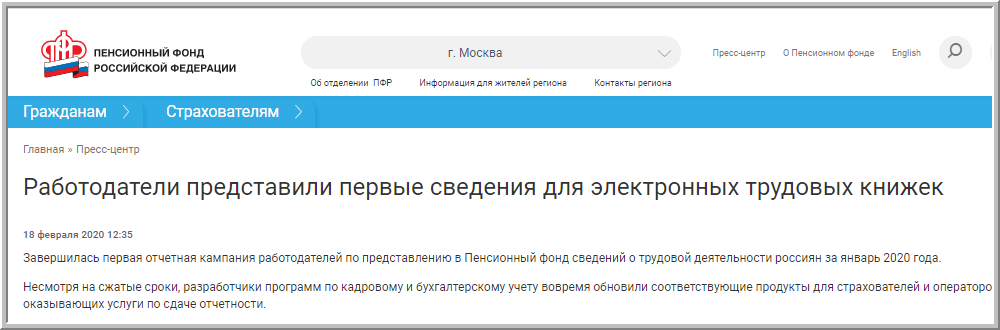 ПЕНСИОННЫЙ ФОНД
РОССИЙСКОЙ ФЕДЕРАЦИИ
г. Москва
Пресс-центр О Пенсионном фонде English
Об отделении ПФР Информация для жителей региона Контакты региона
Гражданам Страхователям
Главная » Пресс-центр
Работодатели представили первые сведения для электронных трудовых книжек
18 февраля 2020 12:35
Завершилась первая отчетная кампания работодателей по представлению в Пенсионный фонд сведений о трудовой деятельности россиян за январь 2020 года.
Несмотря на сжатые сроки, разработчики программ по кадровому и бухгалтерскому учету вовремя обновили соответствующие продукты для страхователей и операторо
оказывающих услуги по сдаче отчетности.